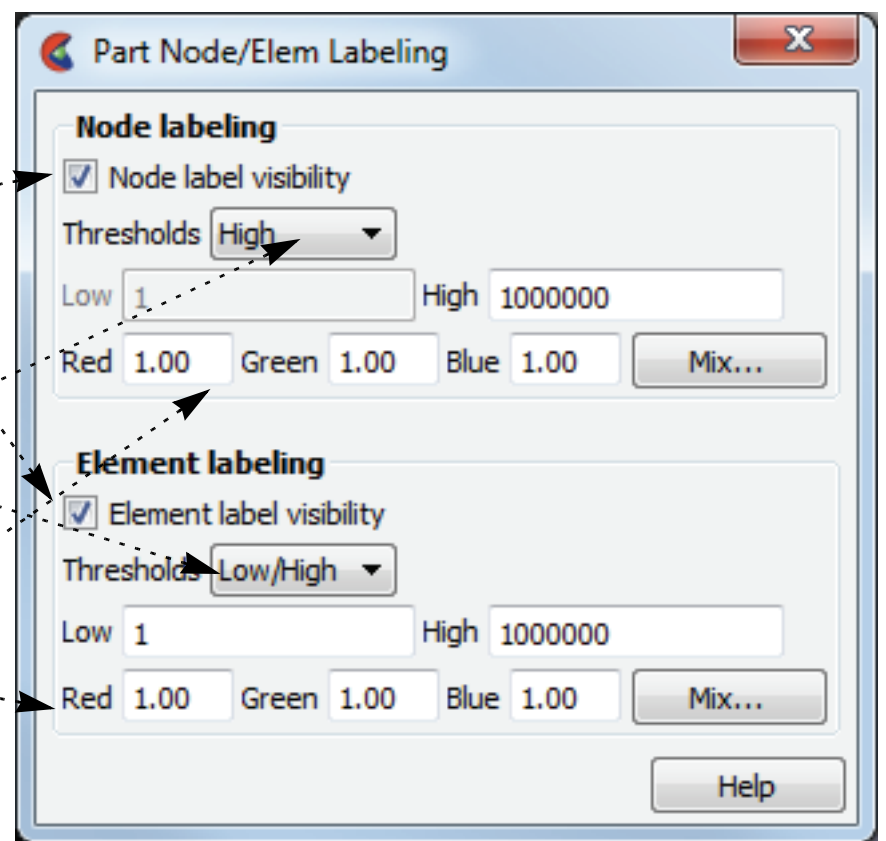 Part Node/Elem Labeling
Node labeling
Node label visibility
Thresholds High
Low 1 High 1000000
Red 1.00 Green 1.00 Blue 1.00 Mix...
Element labeling
Element label visibility
Thresholds Low/High
Low 1 High 1000000
Red 1.00 Green 1.00 Blue 1.00 Mix...
Help